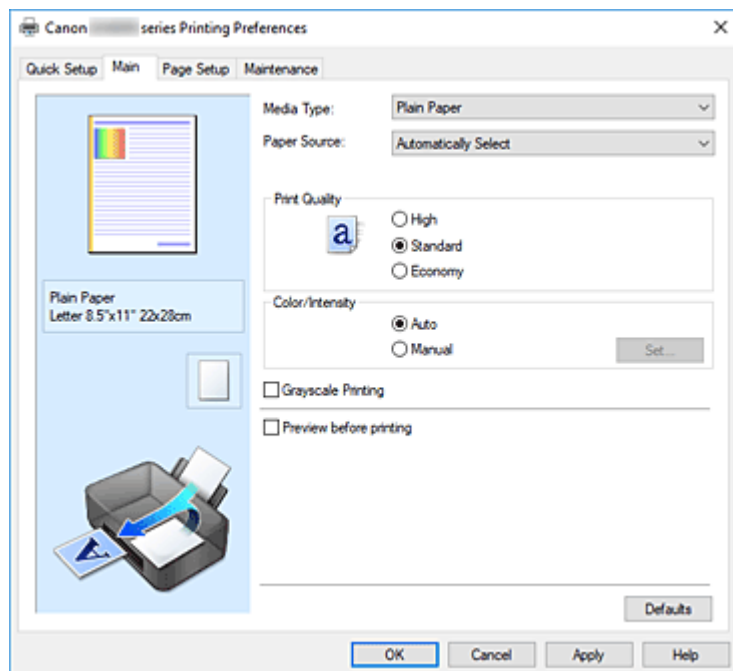 Canon series Printing Preferences
Quick Setup Main Page Setup Maintenance
Media Type: Plain Paper
Paper Source: Automatically Select
Print Quality
a
High
Standard
Economy
Plain Paper
Letter 8.5"x11" 22x28cm
Color/Intensity
Auto
Manual
Set...
Grayscale Printing
Preview before printing
A
Defaults
OK Cancel Apply Help